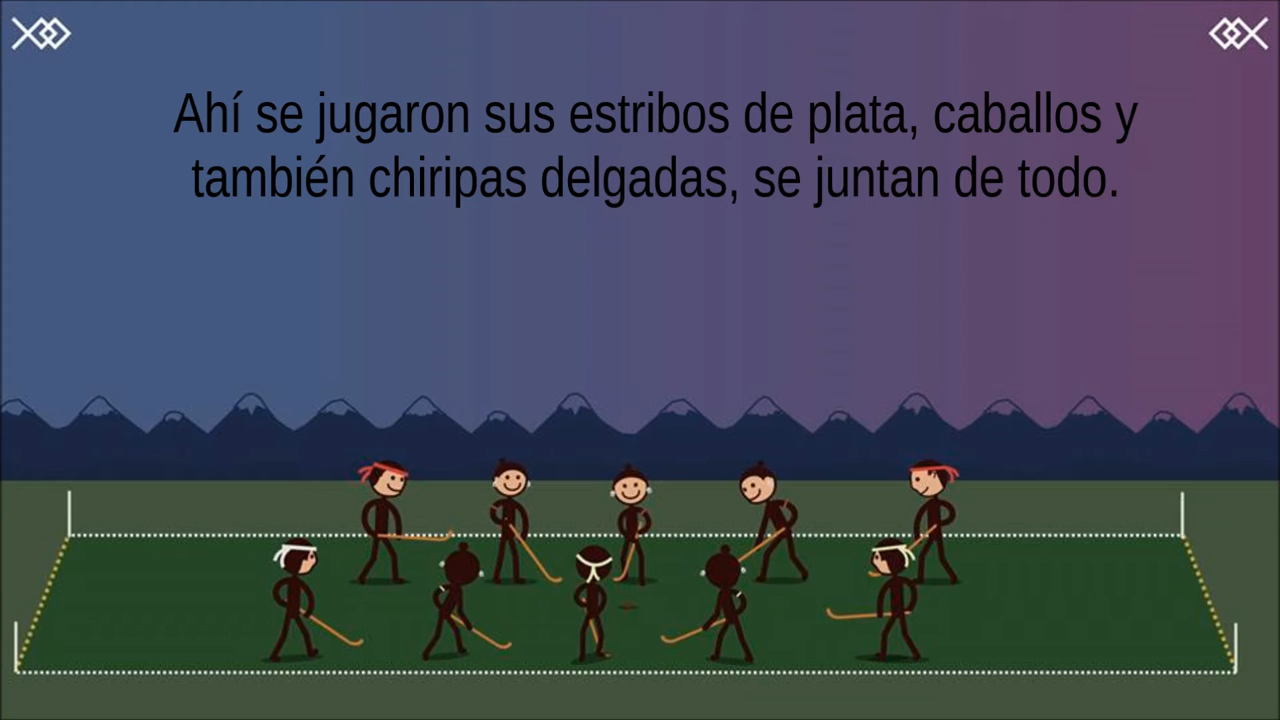 Ahí se jugaron sus estribos de plata, caballos y
también chiripas delgadas, se juntan de todo.